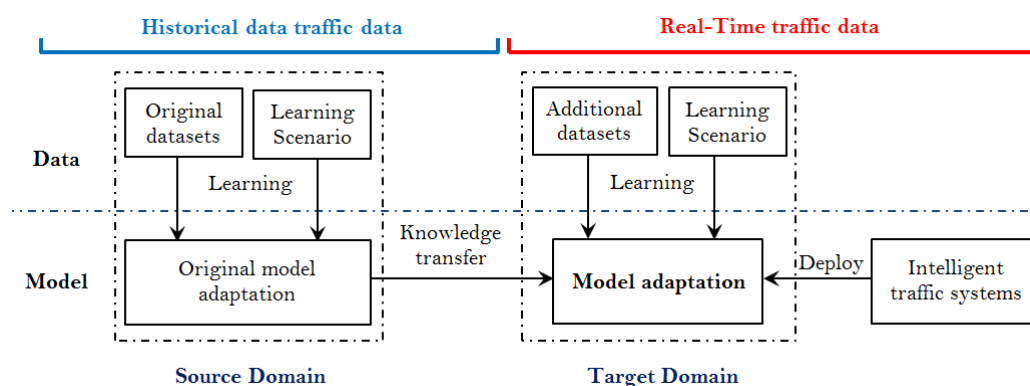 Historical data traffic data
Real-Time traffic data
Original
datasets
Learning
Scenario
Additional
datasets
Learning
Scenario
Data
Learning
Learning
Knowledge
transfer
Model
Original model
adaptation
Model adaptation
Deploy
Intelligent
traffic systems
Source Domain
Target Domain